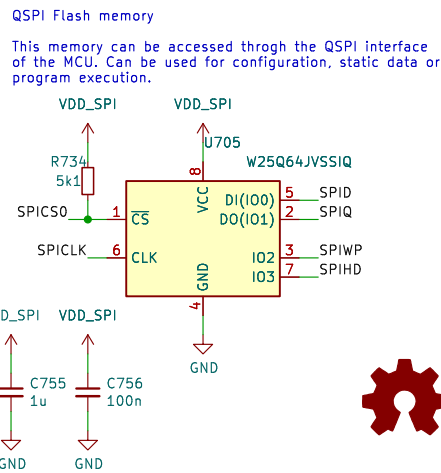 QSPI Flash memory
This memory can be accessed throgh the QSPI interface
of the MCU. Can be used for configuration, static data or
program execution.
VDD_SPI VDD_SPI
U705
R734 8 W25Q64JVSSIQ
5k1 VCC DI(IO0) 5 SPID
SPICS0 1 CS DO(IO1) 2 SPIQ
SPICLK 6 CLK IO2 3 SPIWP
GND IO3 7 SPIHD
4
D_SPI VDD_SPI
GND
C755 C756
1u 100n
GND GND